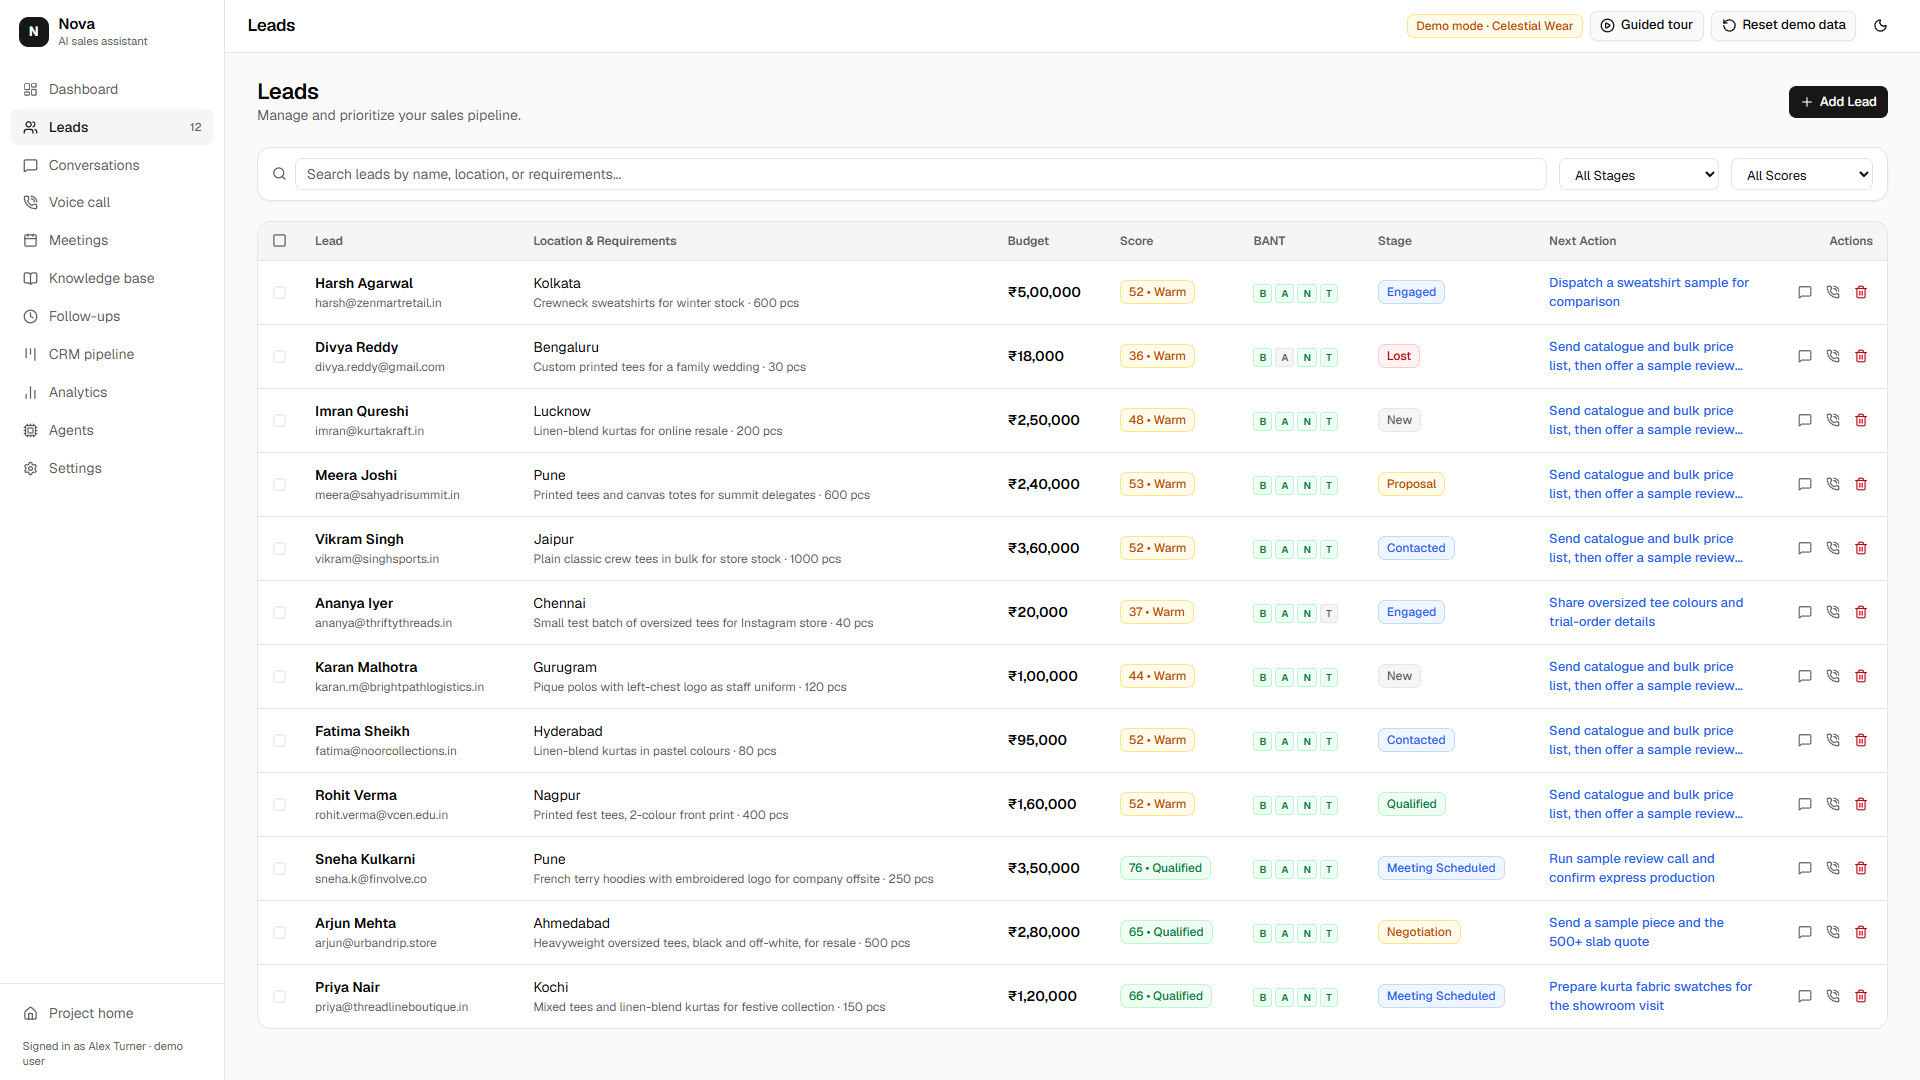 N
Nova
AI sales assistant
Dashboard
Leads 12
Conversations
Voice call
Meetings
Knowledge base
Follow-ups
CRM pipeline
Analytics
Agents
Settings
Project home
Signed in as Alex Turner · demo
user
Leads
Demo mode · Celestial Wear
Guided tour
Reset demo data
Leads
Manage and prioritize your sales pipeline.
+ Add Lead
Search leads by name, location, or requirements...
All Stages
All Scores
Lead Location & Requirements Budget Score BANT Stage Next Action Actions
Harsh Agarwal Kolkata ₹5,00,000 52 • Warm B A N T Engaged Dispatch a sweatshirt sample for
harsh@zenmartretail.in Crewneck sweatshirts for winter stock · 600 pcs comparison
Divya Reddy Bengaluru ₹18,000 36 • Warm B A N T Lost Send catalogue and bulk price
divya.reddy@gmail.com Custom printed tees for a family wedding · 30 pcs list, then offer a sample review...
Imran Qureshi Lucknow ₹2,50,000 48 • Warm B A N T New Send catalogue and bulk price
imran@kurtakraft.in Linen-blend kurtas for online resale · 200 pcs list, then offer a sample review...
Meera Joshi Pune ₹2,40,000 53 • Warm B A N T Proposal Send catalogue and bulk price
meera@sahyadrisummit.in Printed tees and canvas totes for summit delegates · 600 pcs list, then offer a sample review...
Vikram Singh Jaipur ₹3,60,000 52 • Warm B A N T Contacted Send catalogue and bulk price
vikram@singhsports.in Plain classic crew tees in bulk for store stock · 1000 pcs list, then offer a sample review...
Ananya Iyer Chennai ₹20,000 37 • Warm B A N T Engaged Share oversized tee colours and
ananya@thriftythreads.in Small test batch of oversized tees for Instagram store · 40 pcs trial-order details
Karan Malhotra Gurugram ₹1,00,000 44 • Warm B A N T New Send catalogue and bulk price
karan.m@brightpathlogistics.in Pique polos with left-chest logo as staff uniform · 120 pcs list, then offer a sample review...
Fatima Sheikh Hyderabad ₹95,000 52 • Warm B A N T Contacted Send catalogue and bulk price
fatima@noorcollections.in Linen-blend kurtas in pastel colours · 80 pcs list, then offer a sample review...
Rohit Verma Nagpur ₹1,60,000 52 • Warm B A N T Qualified Send catalogue and bulk price
rohit.verma@vcen.edu.in Printed fest tees, 2-colour front print · 400 pcs list, then offer a sample review...
Sneha Kulkarni Pune ₹3,50,000 76 • Qualified B A N T Meeting Scheduled Run sample review call and
sneha.k@finvolve.co French terry hoodies with embroidered logo for company offsite · 250 pcs confirm express production
Arjun Mehta Ahmedabad ₹2,80,000 65 • Qualified B A N T Negotiation Send a sample piece and the
arjun@urbandrip.store Heavyweight oversized tees, black and off-white, for resale · 500 pcs 500+ slab quote
Priya Nair Kochi ₹1,20,000 66 • Qualified B A N T Meeting Scheduled Prepare kurta fabric swatches for
priya@threadlineboutique.in Mixed tees and linen-blend kurtas for festive collection · 150 pcs the showroom visit